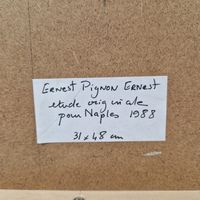 Ernest Pignon Ernest
etude originale
pour Naples 1988
31 x 48 cm